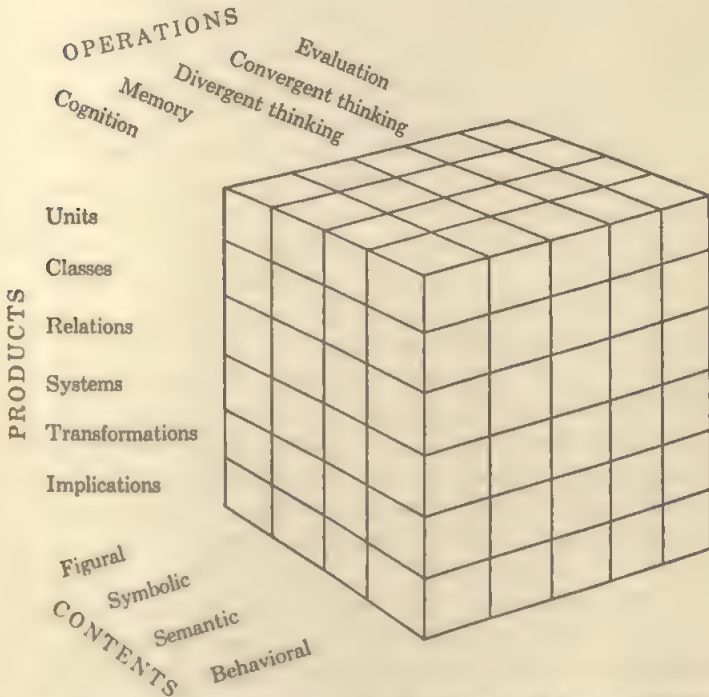 OPERATIONS
Cognition
Memory
Divergent thinking
Convergent thinking
Evaluation
PRODUCTS
Units
Classes
Relations
Systems
Transformations
Implications
CONTENTS
Figural
Symbolic
Semantic
Behavioral